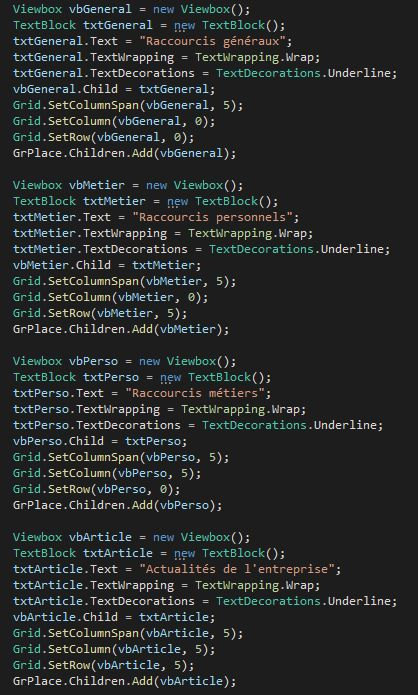 Viewbox vbGeneral = new Viewbox();
TextBlock txtGeneral = new TextBlock();
txtGeneral.Text = "Raccourcis généraux";
txtGeneral.TextWrapping = TextWrapping.Wrap;
txtGeneral.TextDecorations = TextDecorations.Underline;
vbGeneral.Child = txtGeneral;
Grid.SetColumnSpan(vbGeneral, 5);
Grid.SetColumn(vbGeneral, 0);
Grid.SetRow(vbGeneral, 0);
GrPlace.Children.Add(vbGeneral);

Viewbox vbMetier = new Viewbox();
TextBlock txtMetier = new TextBlock();
txtMetier.Text = "Raccourcis personnels";
txtMetier.TextWrapping = TextWrapping.Wrap;
txtMetier.TextDecorations = TextDecorations.Underline;
vbMetier.Child = txtMetier;
Grid.SetColumnSpan(vbMetier, 5);
Grid.SetColumn(vbMetier, 0);
Grid.SetRow(vbMetier, 5);
GrPlace.Children.Add(vbMetier);

Viewbox vbPerso = new Viewbox();
TextBlock txtPerso = new TextBlock();
txtPerso.Text = "Raccourcis métiers";
txtPerso.TextWrapping = TextWrapping.Wrap;
txtPerso.TextDecorations = TextDecorations.Underline;
vbPerso.Child = txtPerso;
Grid.SetColumnSpan(vbPerso, 5);
Grid.SetColumn(vbPerso, 5);
Grid.SetRow(vbPerso, 0);
GrPlace.Children.Add(vbPerso);

Viewbox vbArticle = new Viewbox();
TextBlock txtArticle = new TextBlock();
txtArticle.Text = "Actualités de l'entreprise";
txtArticle.TextWrapping = TextWrapping.Wrap;
txtArticle.TextDecorations = TextDecorations.Underline;
vbArticle.Child = txtArticle;
Grid.SetColumnSpan(vbArticle, 5);
Grid.SetColumn(vbArticle, 5);
Grid.SetRow(vbArticle, 5);
GrPlace.Children.Add(vbArticle);